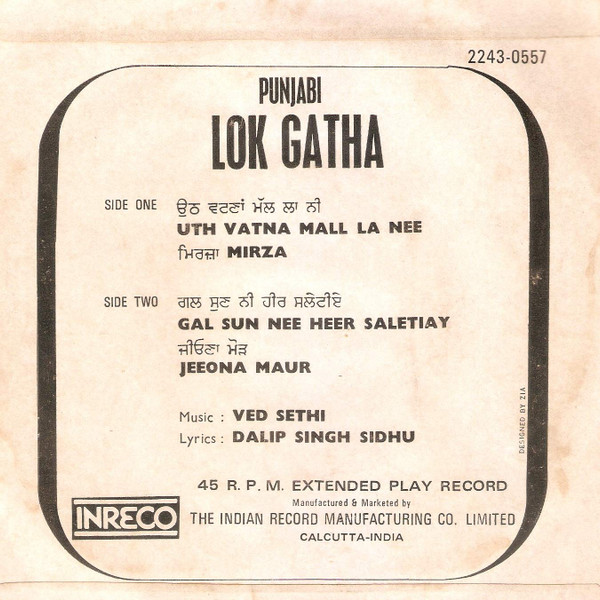 2243-0557
PUNJABI
LOK GATHA
SIDE ONE ਉਠ ਵਟਣਾਂ ਮੱਲ ਲਾ ਨੀ
UTH VATNA MALL LA NEE
ਮਿਰਜ਼ਾ MIRZA
SIDE TWO ਗਲ ਸੁਣ ਨੀ ਹੀਰ ਸਲੇਟੀਏ
GAL SUN NEE HEER SALETIAY
ਜੀਓਣਾ ਮੋੜ
JEEONA MAUR
Music : VED SETHI
Lyrics : DALIP SINGH SIDHU
DESIGNED BY ZIA
45 R. P. M. EXTENDED PLAY RECORD
Manufactured & Marketed by
INRECO THE INDIAN RECORD MANUFACTURING CO. LIMITED
CALCUTTA-INDIA